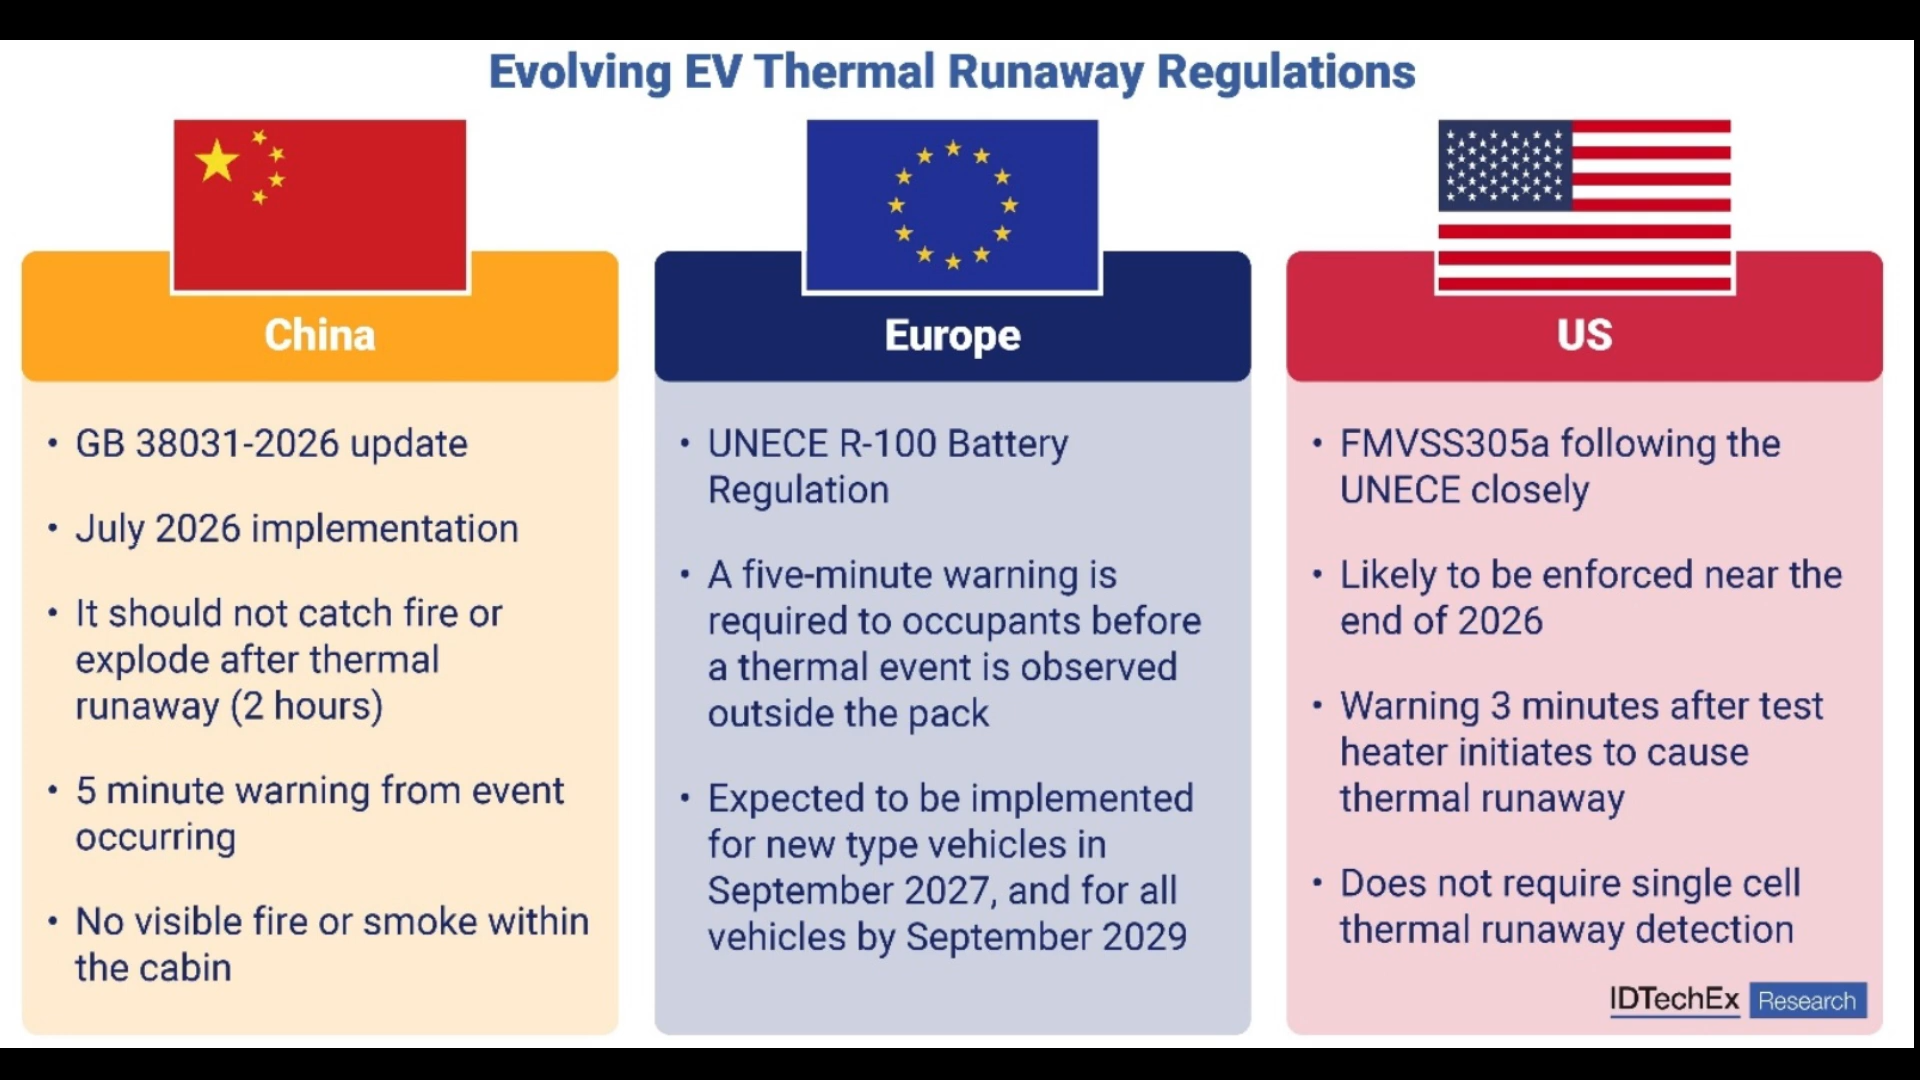 Evolving EV Thermal Runaway Regulations
China
• GB 38031-2026 update
• July 2026 implementation
• It should not catch fire or
explode after thermal
runaway (2 hours)
• 5 minute warning from event
occurring
• No visible fire or smoke within
the cabin
Europe
• UNECE R-100 Battery
Regulation
• A five-minute warning is
required to occupants before
a thermal event is observed
outside the pack
• Expected to be implemented
for new type vehicles in
September 2027, and for all
vehicles by September 2029
US
• FMVSS305a following the
UNECE closely
• Likely to be enforced near the
end of 2026
• Warning 3 minutes after test
heater initiates to cause
thermal runaway
• Does not require single cell
thermal runaway detection
IDTechEx Research